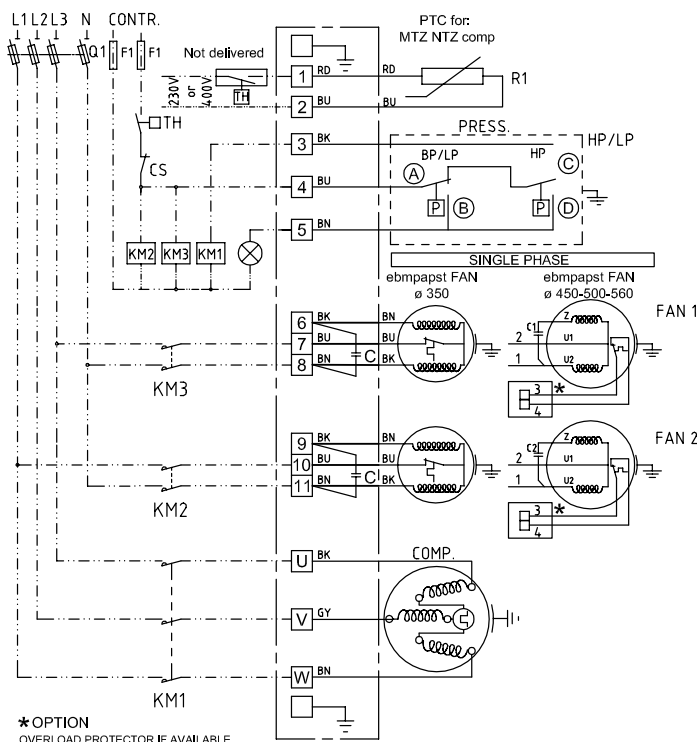 L1 L2 L3 N CONTR.
Q1 F1 F1
Not delivered
230V or 400V
TH
TH
CS
KM2 KM3 KM1
PTC for:
MTZ NTZ comp
1 RD RD R1
2 BU BU
PRESS.
HP/LP
3 BK
BP/LP HP
A C
4 BU
P B P D
5 BN
SINGLE PHASE
ebmpapst FAN
ø 350
ebmpapst FAN
ø 450-500-560
FAN 1
6 BK BN
7 BU BU
8 BN BK
C
KM3
C1 Z
2 U1
1 U2
3 *
4
FAN 2
9 BK BN
10 BU BU
11 BN BK
C
KM2
C2 Z
2 U1
1 U2
3 *
4
COMP.
U BK
V GY
W BN
KM1
* OPTION
OVERLOAD PROTECTOR IF AVAILABLE